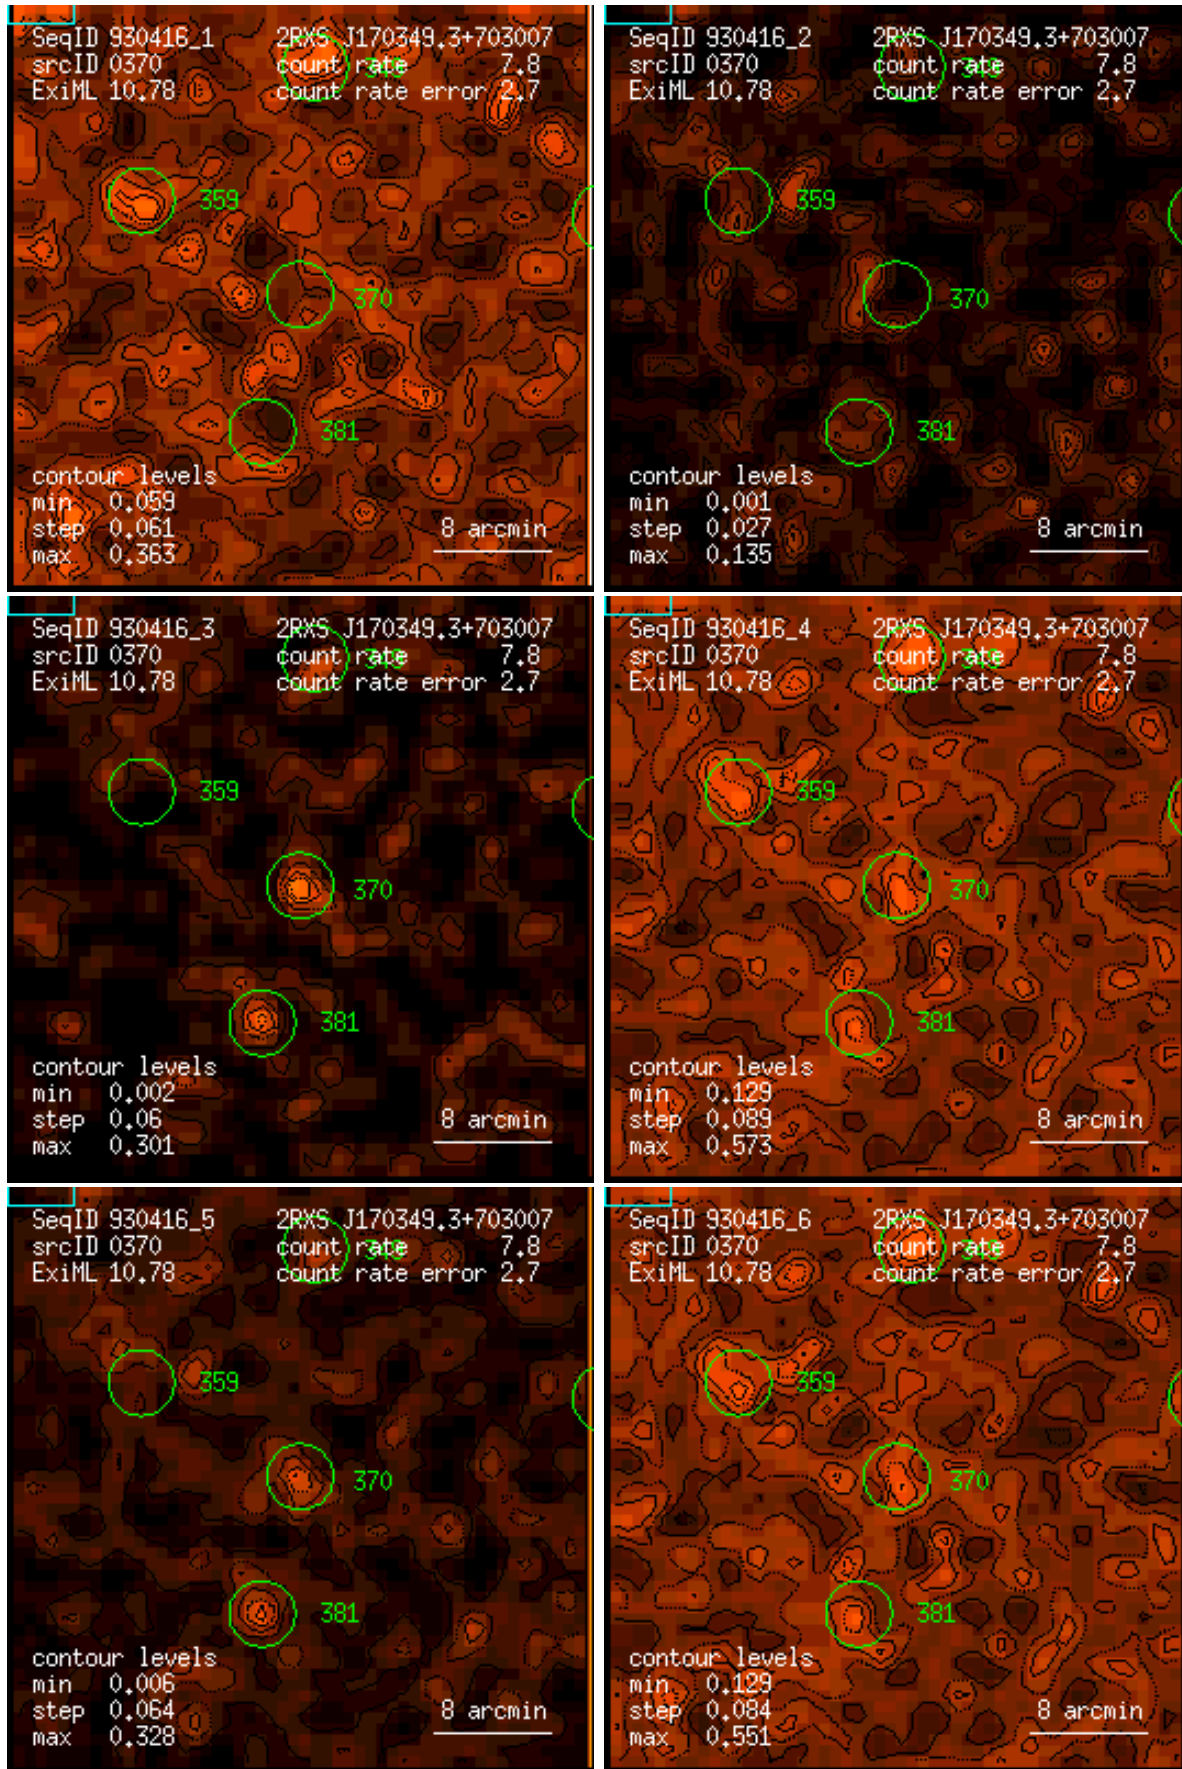 SeqID 930416_1 2RXS J170349.3+703007
srcID 0370 count rate 7.8
ExiML 10.78 count rate error 2.7
359
370
381
contour levels
min 0.059
step 0.061 8 arcmin
max 0.363
SeqID 930416_2 2RXS J170349.3+703007
srcID 0370 count rate 7.8
ExiML 10.78 count rate error 2.7
359
370
381
contour levels
min 0.001
step 0.027 8 arcmin
max 0.135
SeqID 930416_3 2RXS J170349.3+703007
srcID 0370 count rate 7.8
ExiML 10.78 count rate error 2.7
359
370
381
contour levels
min 0.002
step 0.06 8 arcmin
max 0.301
SeqID 930416_4 2RXS J170349.3+703007
srcID 0370 count rate 7.8
ExiML 10.78 count rate error 2.7
359
370
381
contour levels
min 0.129
step 0.089 8 arcmin
max 0.573
SeqID 930416_5 2RXS J170349.3+703007
srcID 0370 count rate 7.8
ExiML 10.78 count rate error 2.7
359
370
381
contour levels
min 0.006
step 0.064 8 arcmin
max 0.328
SeqID 930416_6 2RXS J170349.3+703007
srcID 0370 count rate 7.8
ExiML 10.78 count rate error 2.7
359
370
381
contour levels
min 0.129
step 0.084 8 arcmin
max 0.551